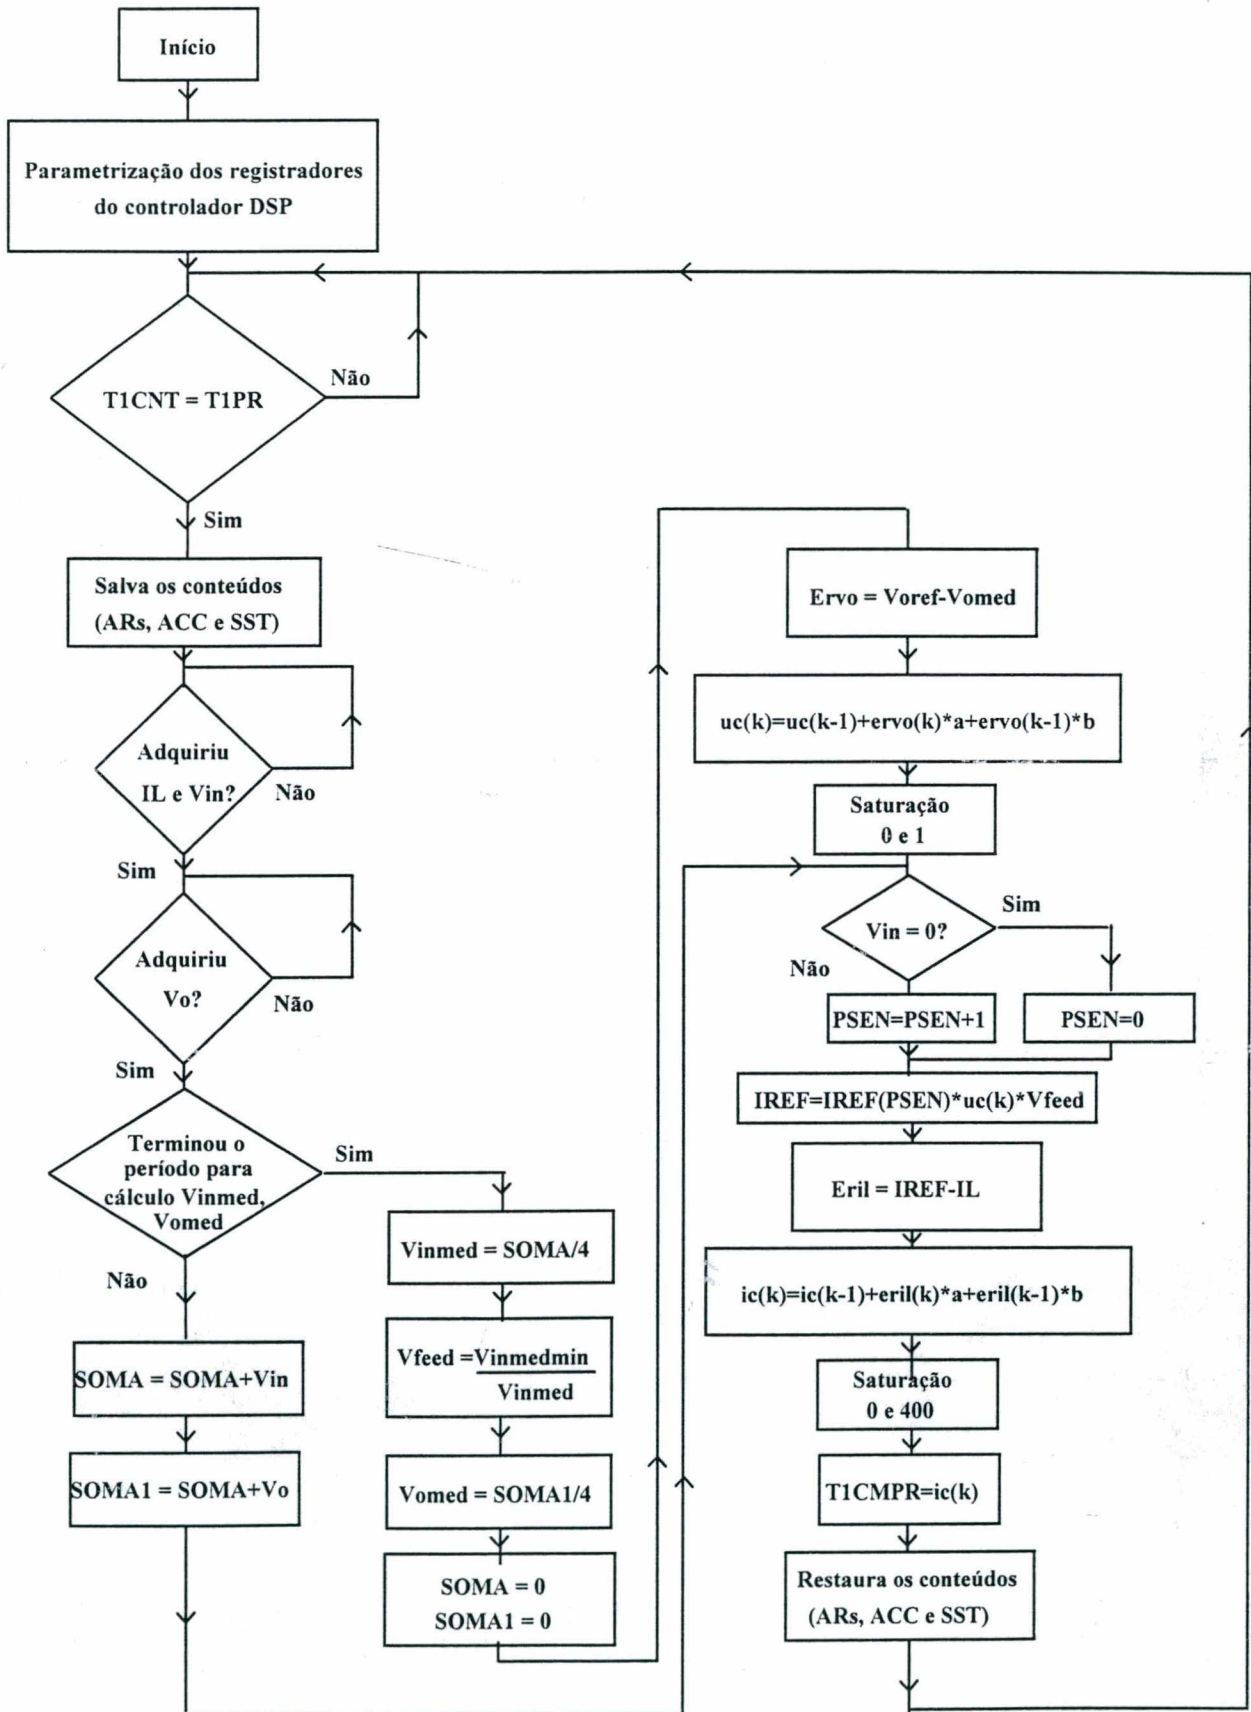 Início
Parametrização dos registradores
do controlador DSP
T1CNT = T1PR
Não
Sim
Salva os conteúdos
(ARs, ACC e SST)
Adquiriu
IL e Vin?
Não
Sim
Adquiriu
Vo?
Não
Sim
Terminou o
período para
cálculo Vinmed,
Vomed
Sim
Não
SOMA = SOMA+Vin
SOMA1 = SOMA+Vo
Vinmed = SOMA/4
Vfeed =Vinmedmin
Vinmed
Vomed = SOMA1/4
SOMA = 0
SOMA1 = 0
Ervo = Voref-Vomed
uc(k)=uc(k-1)+ervo(k)*a+ervo(k-1)*b
Saturação
0 e 1
Vin = 0?
Sim
Não
PSEN=PSEN+1
PSEN=0
IREF=IREF(PSEN)*uc(k)*Vfeed
Eril = IREF-IL
ic(k)=ic(k-1)+eril(k)*a+eril(k-1)*b
Saturação
0 e 400
T1CMPR=ic(k)
Restaura os conteúdos
(ARs, ACC e SST)